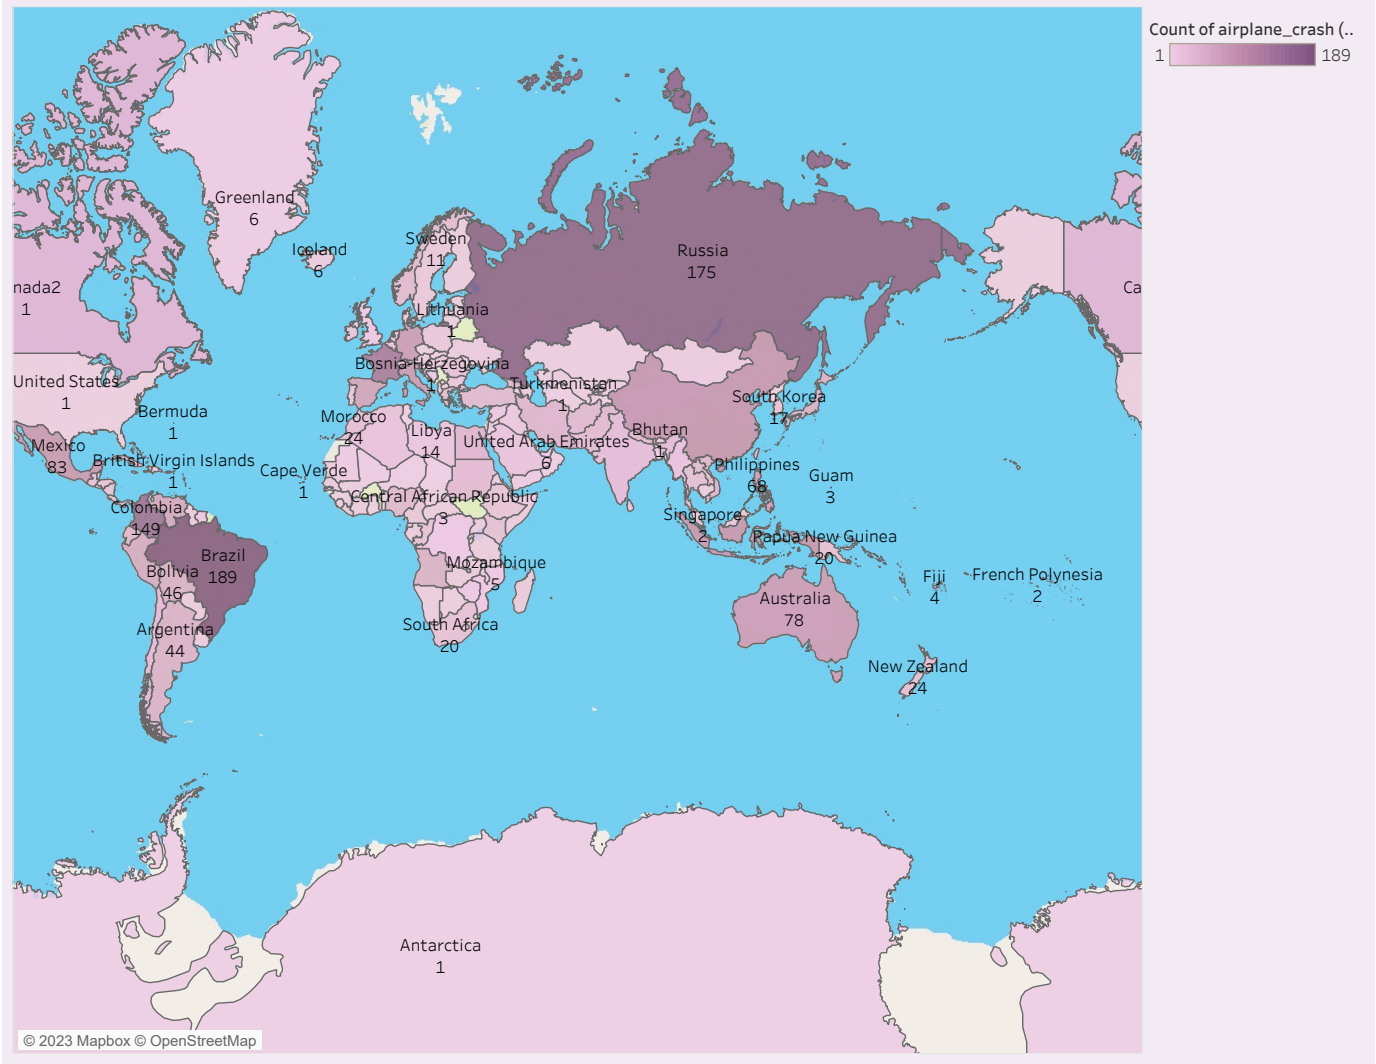 Count of airplane_crash (..
1
189
Greenland
6
Iceland
6
Sweden
11
Russia
175
nada2
1
Ca
Lithuania
1
Bosnia-Herzegovina
1
Turkmenistan
1
United States
1
Bermuda
1
South Korea
17
Morocco
24
Libya
14
United Arab Emirates
6
Bhutan
1
Mexico
83
British Virgin Islands
1
Cape Verde
1
Philippines
68
Guam
3
Central African Republic
3
Colombia
149
Singapore
2
Papua New Guinea
20
Brazil
189
Mozambique
5
Bolivia
46
Fiji
4
French Polynesia
2
Australia
78
Argentina
44
South Africa
20
New Zealand
24
Antarctica
1
© 2023 Mapbox © OpenStreetMap